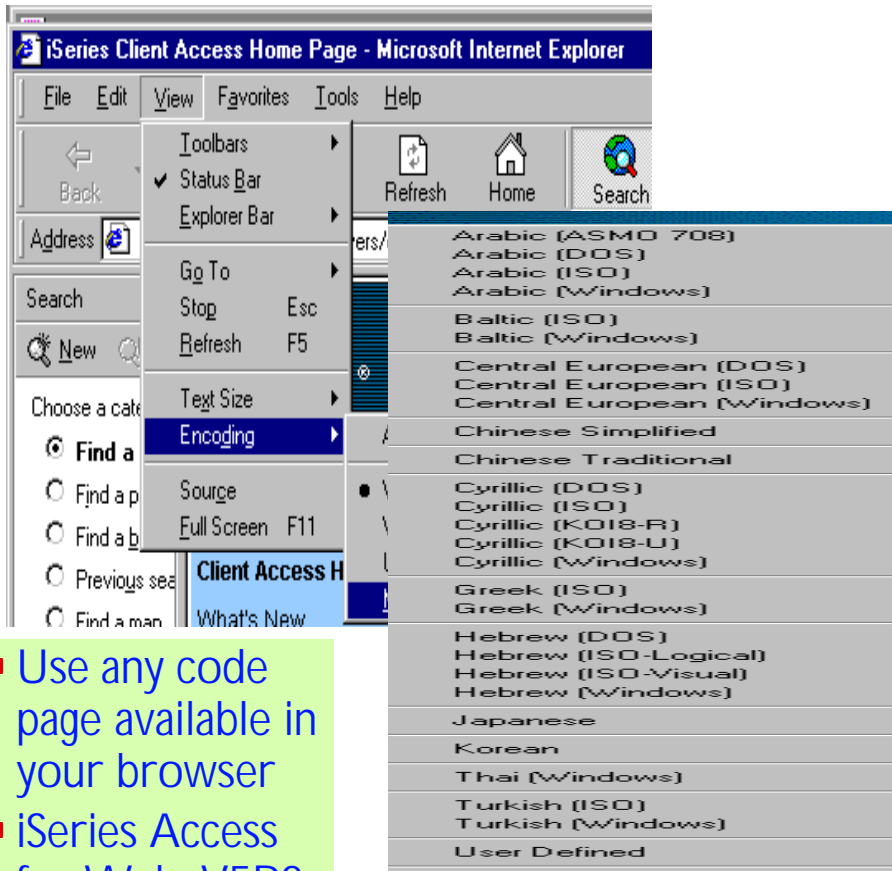 iSeries Client Access Home Page - Microsoft Internet Explorer
File Edit View Favorites Tools Help
Back Refresh Home Search
Address
Toolbars
Status Bar
Explorer Bar
Go To
Stop Esc
Refresh F5
Text Size
Encoding
Source
Full Screen F11
Search
New
Choose a cate
Find a
Find a p
Find a b
Previous sea
Find a map
ers/
®
Client Access H
What's New
Arabic (ASMO 708)
Arabic (DOS)
Arabic (ISO)
Arabic (Windows)
Baltic (ISO)
Baltic (Windows)
Central European (DOS)
Central European (ISO)
Central European (Windows)
Chinese Simplified
Chinese Traditional
Cyrillic (DOS)
Cyrillic (ISO)
Cyrillic (KOI8-R)
Cyrillic (KOI8-U)
Cyrillic (Windows)
Greek (ISO)
Greek (Windows)
Hebrew (DOS)
Hebrew (ISO-Logical)
Hebrew (ISO-Visual)
Hebrew (Windows)
Japanese
Korean
Thai (Windows)
Turkish (ISO)
Turkish (Windows)
User Defined
Use any code
page available in
your browser
iSeries Access